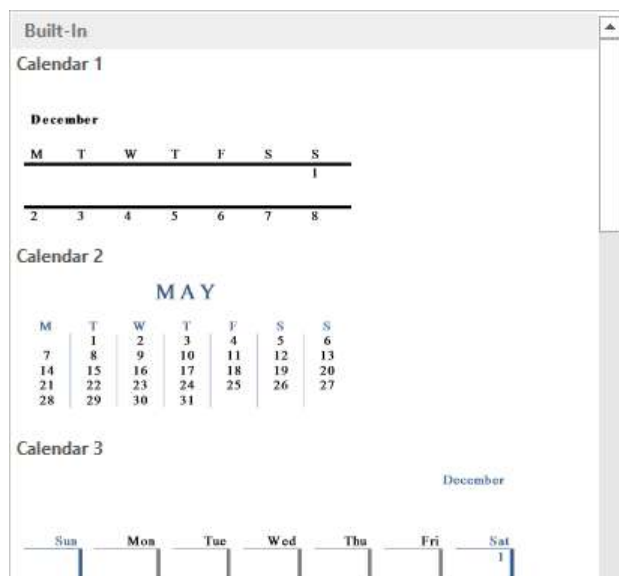 Built-In
Calendar 1
December
M T W T F S S
1
2 3 4 5 6 7 8
Calendar 2
MAY
M T W T F S S
1 2 3 4 5 6
7 8 9 10 11 12 13
14 15 16 17 18 19 20
21 22 23 24 25 26 27
28 29 30 31
Calendar 3
December
Sun Mon Tue Wed Thu Fri Sat
1